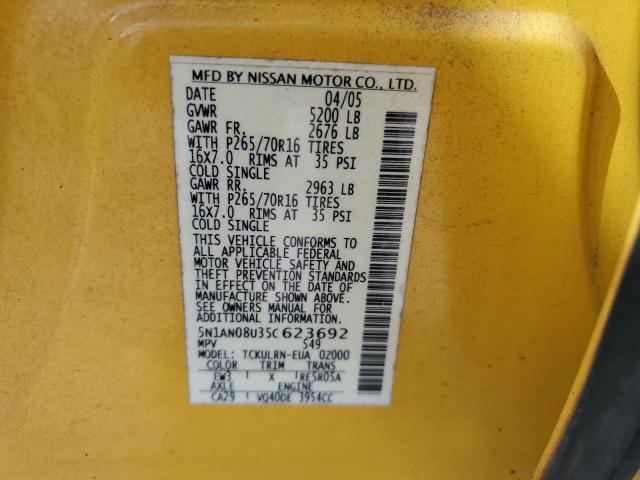 MFD BY NISSAN MOTOR CO., LTD.
DATE 04/05
GVWR 5200 LB
GAWR FR. 2676 LB
WITH P265/70R16 TIRES
16X7.0 RIMS AT 35 PSI
COLD SINGLE
GAWR RR. 2963 LB
WITH P265/70R16 TIRES
16X7.0 RIMS AT 35 PSI
COLD SINGLE
THIS VEHICLE CONFORMS TO
ALL APPLICABLE FEDERAL
MOTOR VEHICLE SAFETY AND
THEFT PREVENTION STANDARDS
IN EFFECT ON THE DATE OF
MANUFACTURE SHOWN ABOVE.
SEE OWNERS MANUAL FOR
ADDITIONAL INFORMATION.
5N1AN08U35C623692
MPV 549
MODEL: TCKULRN-EUA 02000
COLOR TRIM TRANS
EW3 X RE5R05A
AXLE ENGINE
CA29 VQ40DE 3954CC